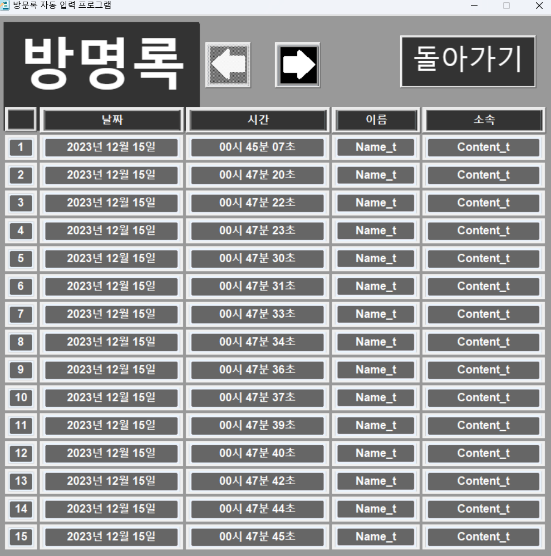 방문록 자동 입력 프로그램
방명록
돌아가기
날짜 시간 이름 소속
1 2023년 12월 15일 00시 45분 07초 Name_t Content_t
2 2023년 12월 15일 00시 47분 20초 Name_t Content_t
3 2023년 12월 15일 00시 47분 22초 Name_t Content_t
4 2023년 12월 15일 00시 47분 23초 Name_t Content_t
5 2023년 12월 15일 00시 47분 30초 Name_t Content_t
6 2023년 12월 15일 00시 47분 31초 Name_t Content_t
7 2023년 12월 15일 00시 47분 33초 Name_t Content_t
8 2023년 12월 15일 00시 47분 34초 Name_t Content_t
9 2023년 12월 15일 00시 47분 36초 Name_t Content_t
10 2023년 12월 15일 00시 47분 37초 Name_t Content_t
11 2023년 12월 15일 00시 47분 39초 Name_t Content_t
12 2023년 12월 15일 00시 47분 40초 Name_t Content_t
13 2023년 12월 15일 00시 47분 42초 Name_t Content_t
14 2023년 12월 15일 00시 47분 44초 Name_t Content_t
15 2023년 12월 15일 00시 47분 45초 Name_t Content_t